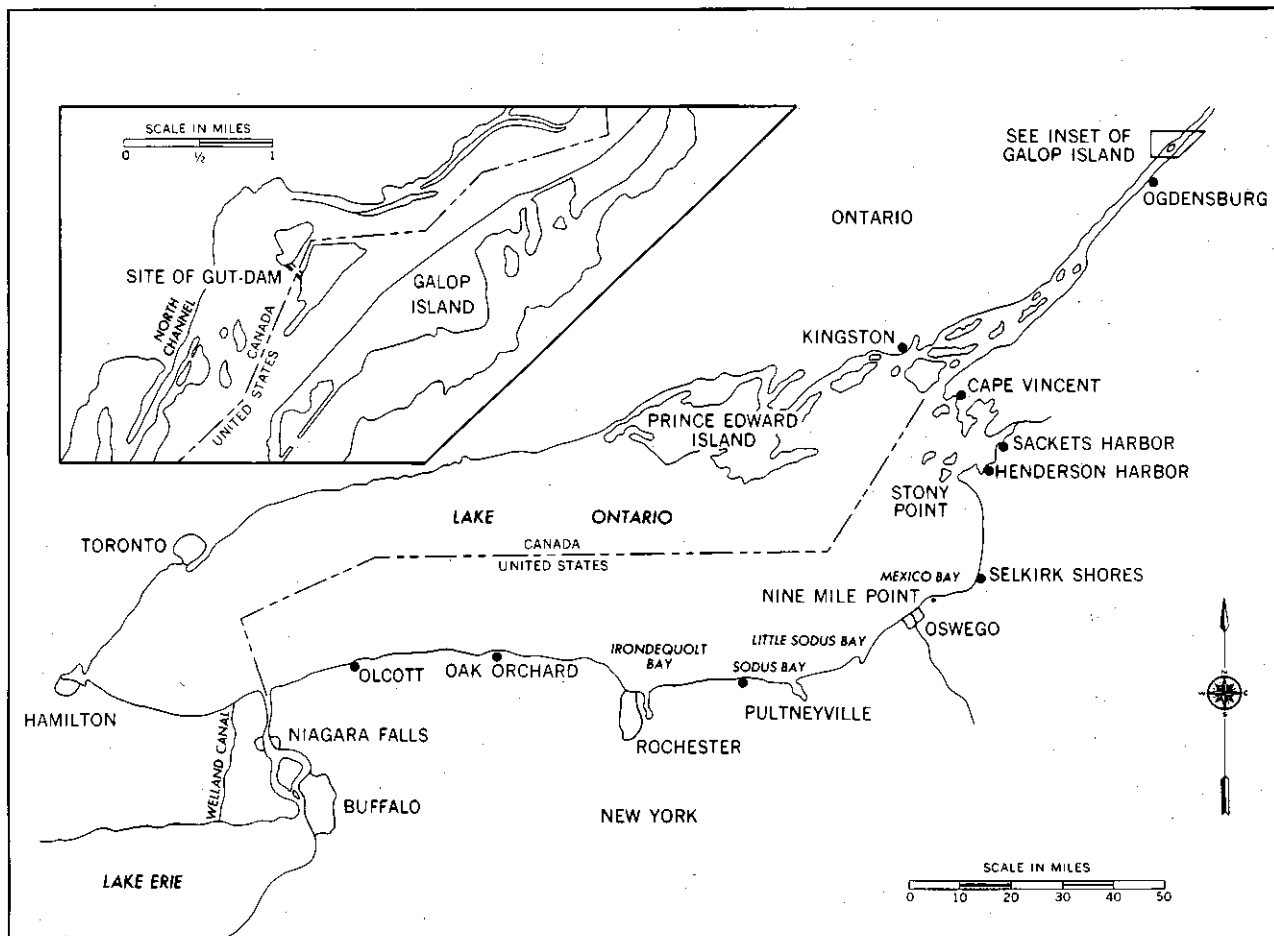 SCALE IN MILES
0 ½ 1
SITE OF GUT-DAM
NORTH
CHANNEL
CANADA
UNITED STATES
GALOP
ISLAND
SEE INSET OF
GALOP ISLAND
OGDENSBURG
ONTARIO
KINGSTON
CAPE VINCENT
PRINCE EDWARD
ISLAND
SACKETS HARBOR
HENDERSON HARBOR
STONY
POINT
LAKE ONTARIO
TORONTO
CANADA
UNITED STATES
MEXICO BAY
SELKIRK SHORES
NINE MILE POINT
OSWEGO
LITTLE SODUS BAY
IRONDEQUOLT
BAY
SODUS BAY
OLCOTT
OAK ORCHARD
PULTNEYVILLE
HAMILTON
WELLAND CANAL
NIAGARA FALLS
ROCHESTER
BUFFALO
NEW YORK
LAKE ERIE
N
W E
S
SCALE IN MILES
0 10 20 30 40 50